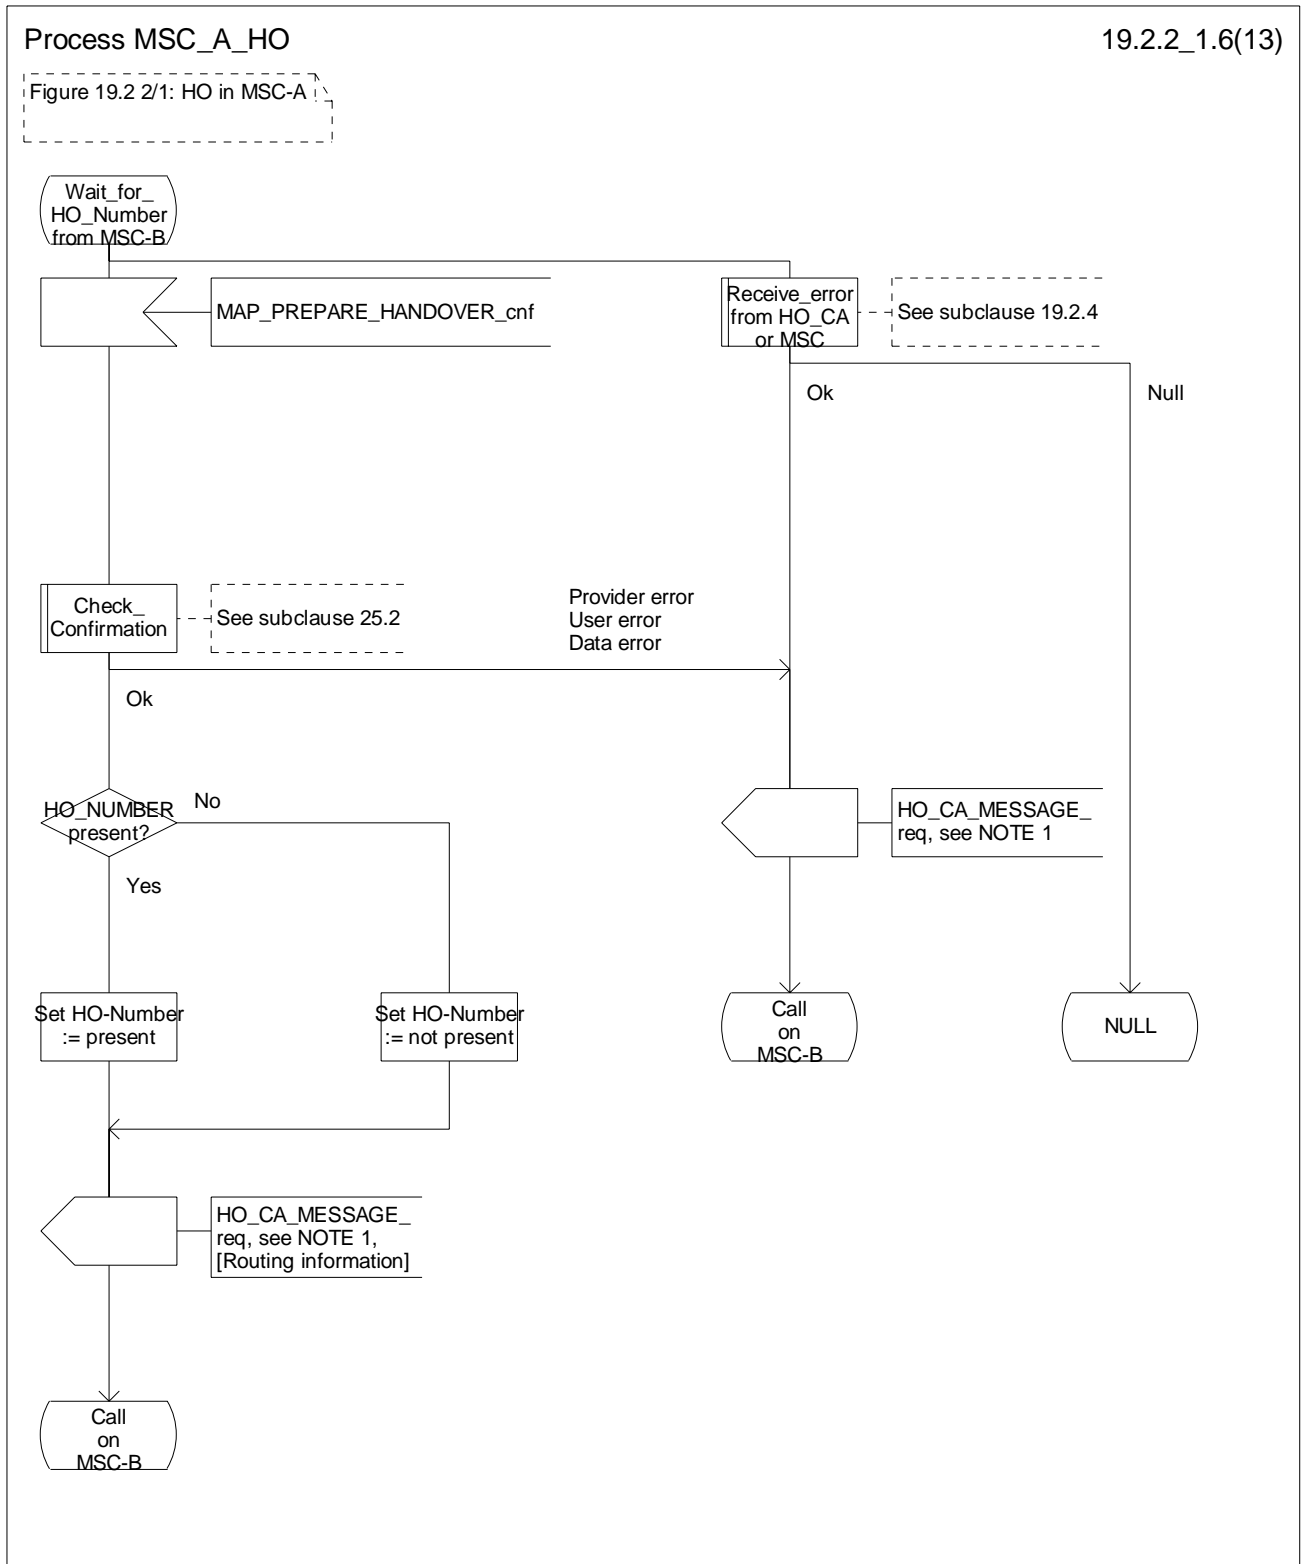 Process MSC_A_HO
19.2.2_1.6(13)
Figure 19.2 2/1: HO in MSC-A
Wait_for_
HO_Number
from MSC-B
MAP_PREPARE_HANDOVER_cnf
Receive_error
from HO_CA
or MSC
See subclause 19.2.4
Ok
Null
Check_
Confirmation
See subclause 25.2
Provider error
User error
Data error
Ok
HO_NUMBER
present?
No
HO_CA_MESSAGE_
req, see NOTE 1
Yes
Set HO-Number
:= present
Set HO-Number
:= not present
Call
on
MSC-B
NULL
HO_CA_MESSAGE_
req, see NOTE 1,
[Routing information]
Call
on
MSC-B